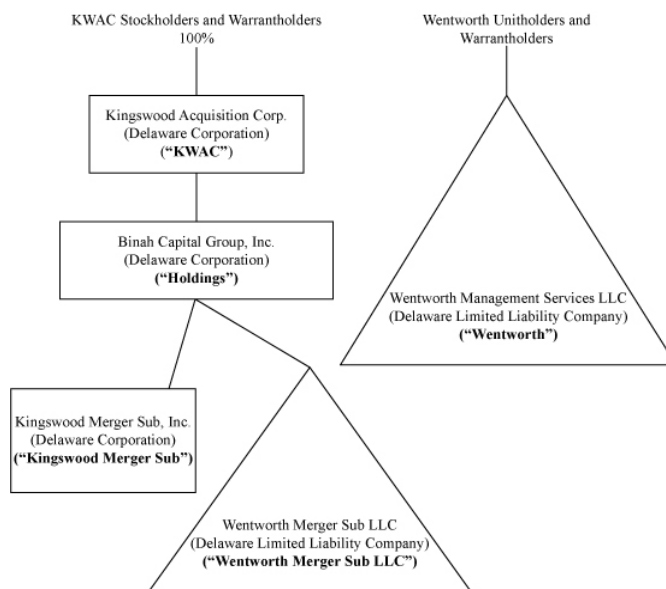 KWAC Stockholders and Warrantholders
100%
Kingswood Acquisition Corp.
(Delaware Corporation)
(“KWAC”)
Binah Capital Group, Inc.
(Delaware Corporation)
(“Holdings”)
Kingswood Merger Sub, Inc.
(Delaware Corporation)
(“Kingswood Merger Sub”)
Wentworth Merger Sub LLC
(Delaware Limited Liability Company)
(“Wentworth Merger Sub LLC”)
Wentworth Unitholders and
Warrantholders
Wentworth Management Services LLC
(Delaware Limited Liability Company)
(“Wentworth”)